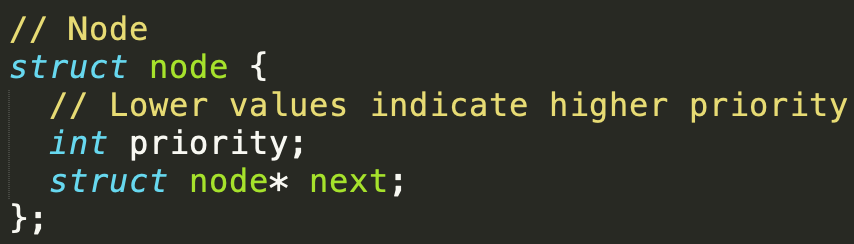 // Node
struct node {
  // Lower values indicate higher priority
  int priority;
  struct node* next;
};